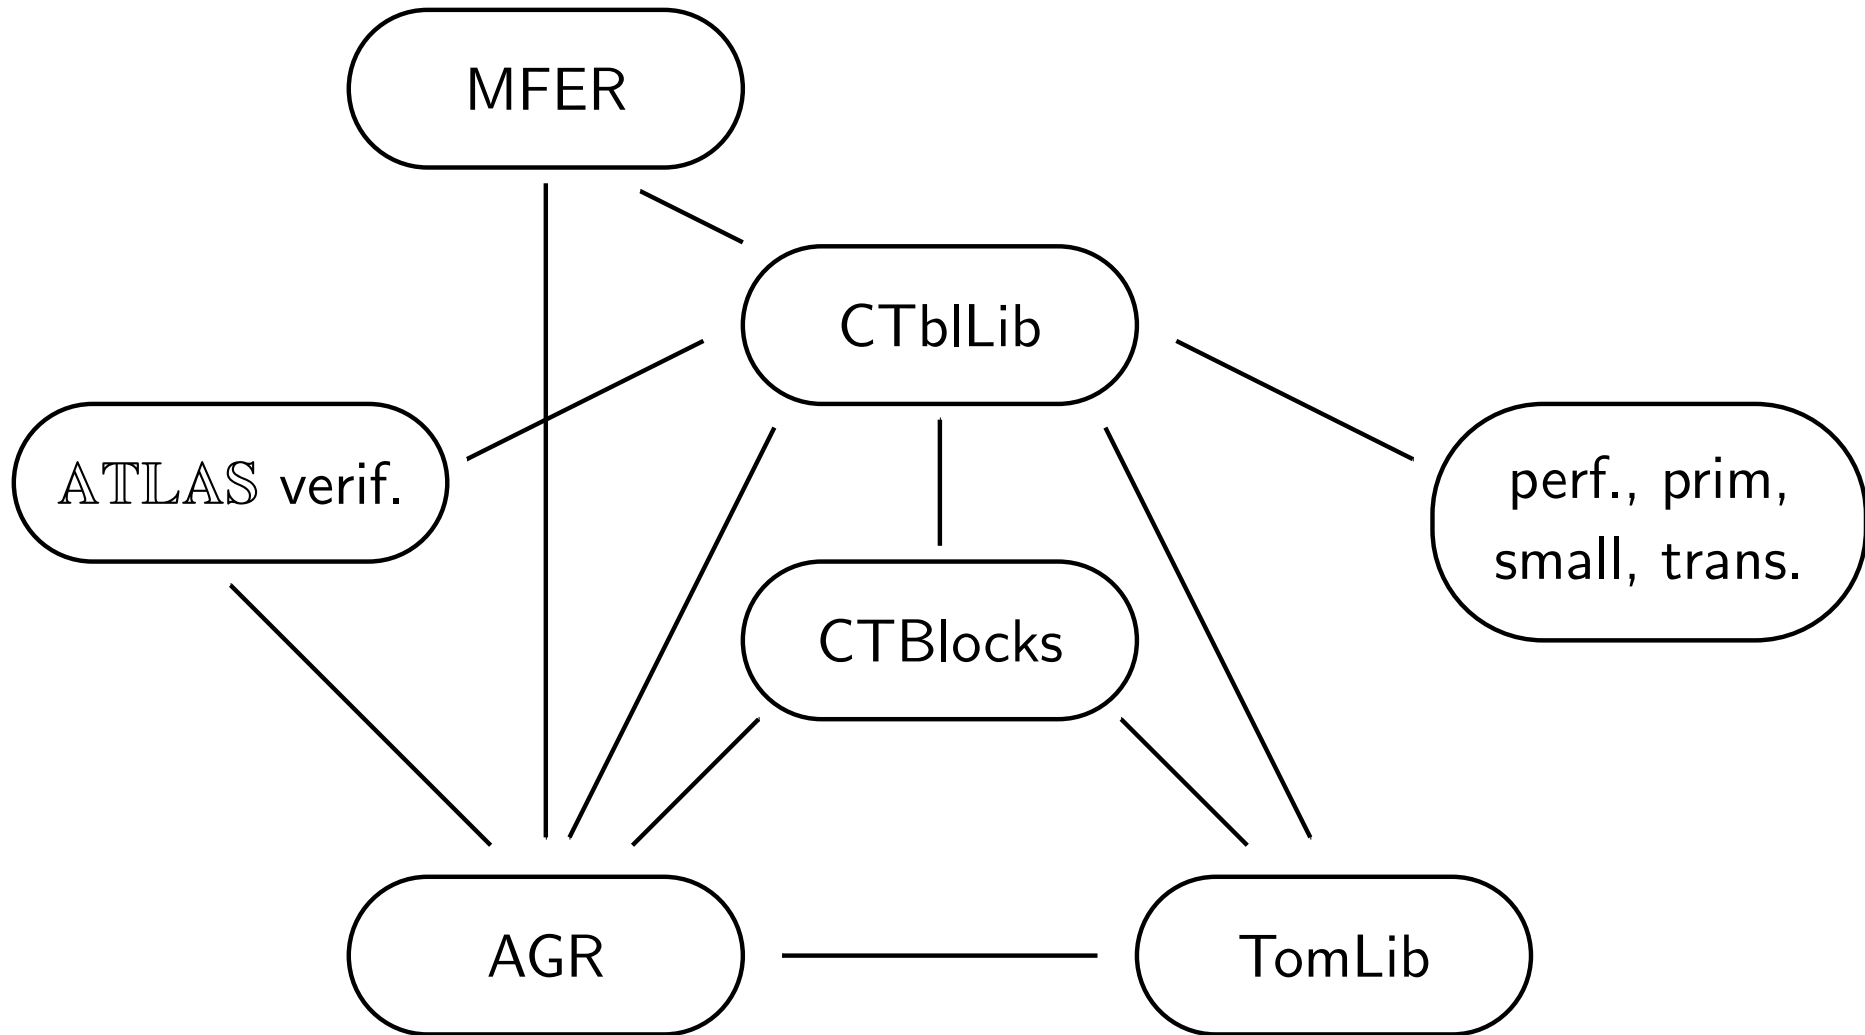 MFER
CTblLib
𝔸𝕋𝕃𝔸𝕊 verif.
perf., prim,
small, trans.
CTBlocks
AGR
TomLib